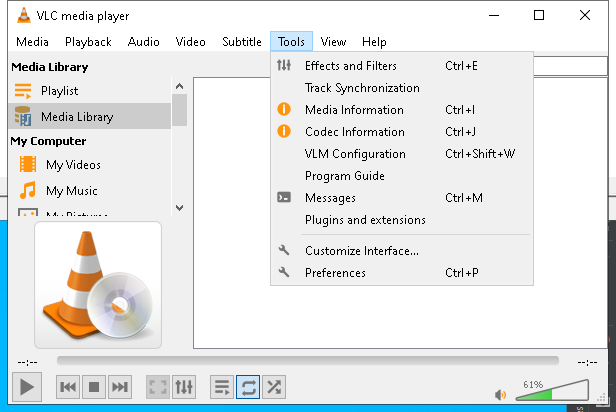 VLC media player
Media Playback Audio Video Subtitle Tools View Help
Media Library
Playlist
Media Library
My Computer
My Videos
My Music
My Pictures
Effects and Filters Ctrl+E
Track Synchronization
Media Information Ctrl+I
Codec Information Ctrl+J
VLM Configuration Ctrl+Shift+W
Program Guide
Messages Ctrl+M
Plugins and extensions
Customize Interface...
Preferences Ctrl+P
--:-- --:--
61%